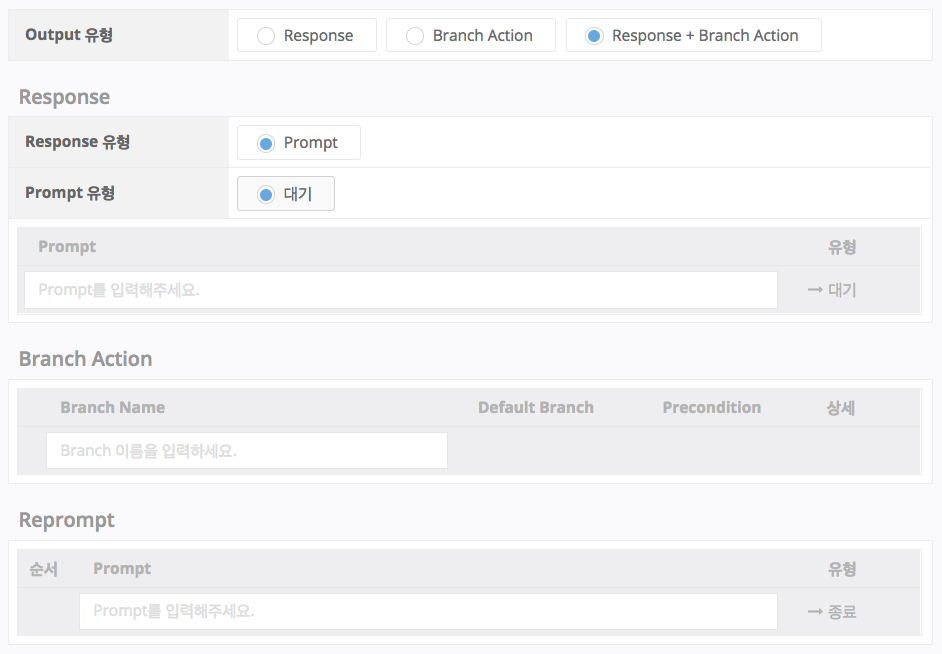 Output 유형 Response Branch Action Response + Branch Action
Response
Response 유형 Prompt
Prompt 유형 대기
Prompt 유형
Prompt를 입력해주세요. → 대기
Branch Action
Branch Name Default Branch Precondition 상세
Branch 이름을 입력하세요.
Reprompt
순서 Prompt 유형
Prompt를 입력해주세요. → 종료